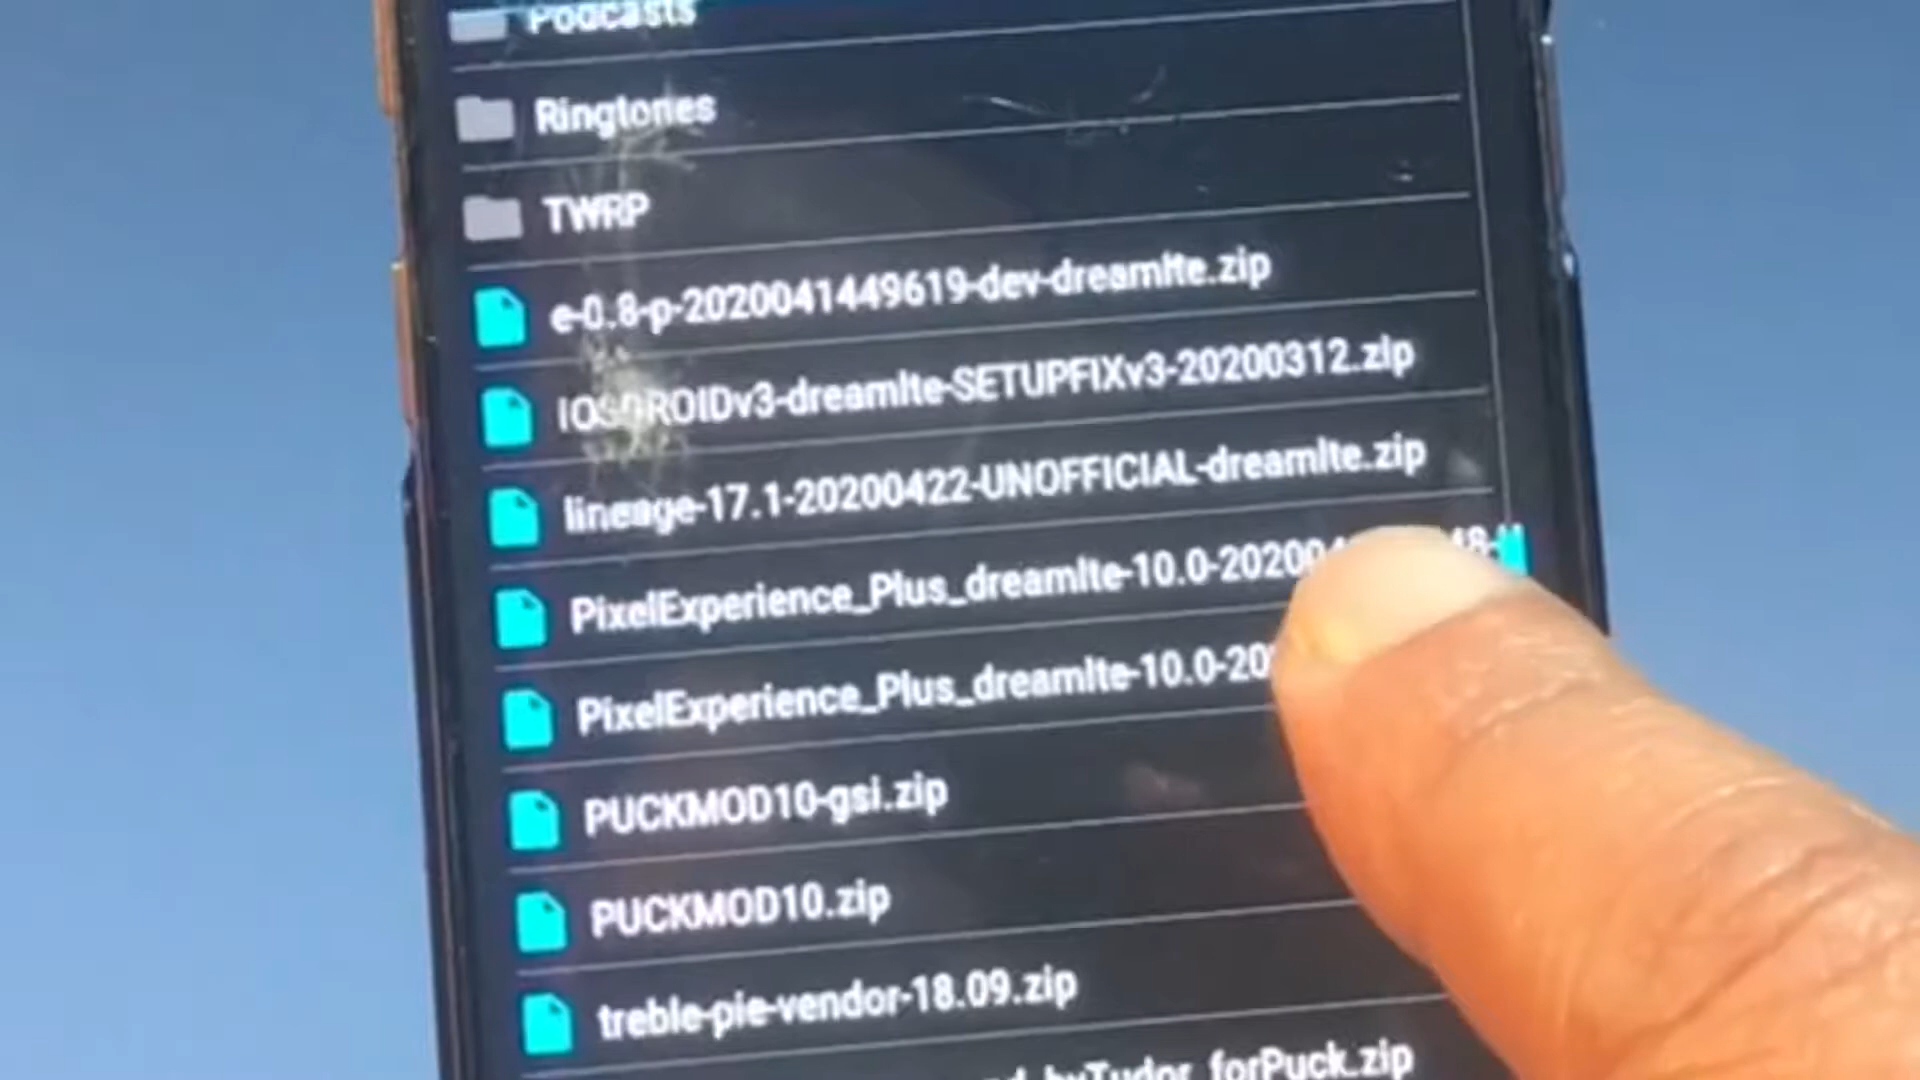 Podcasts
Ringtones
TWRP
e-0.8-p-2020041449619-dev-dreamlte.zip
IOSDROIDv3-dreamlte-SETUPFIXv3-20200312.zip
lineage-17.1-20200422-UNOFFICIAL-dreamlte.zip
PixelExperience_Plus_dreamlte-10.0-202004
PixelExperience_Plus_dreamlte-10.0-20
PUCKMOD10-gsi.zip
PUCKMOD10.zip
treble-pie-vendor-18.09.zip
byTudor_forPuck.zip